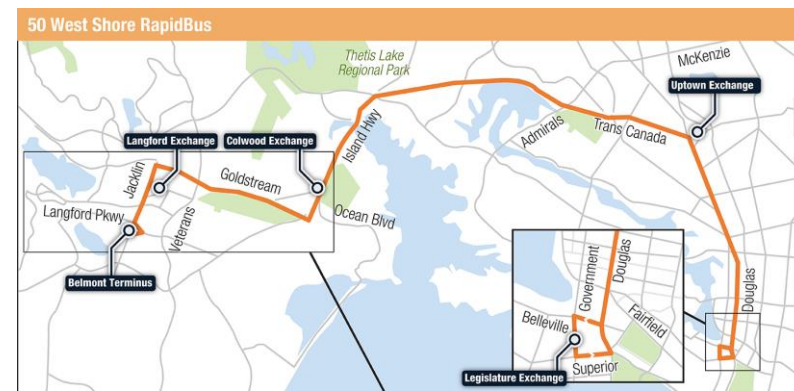 50 West Shore RapidBus
Thetis Lake
Regional Park
McKenzie
Uptown Exchange
Island Hwy
Admirals
Trans Canada
Langford Exchange
Colwood Exchange
Jacklin
Goldstream
Langford Pkwy
Veterans
Ocean Blvd
Belmont Terminus
Government
Douglas
Douglas
Belleville
Fairfield
Superior
Legislature Exchange